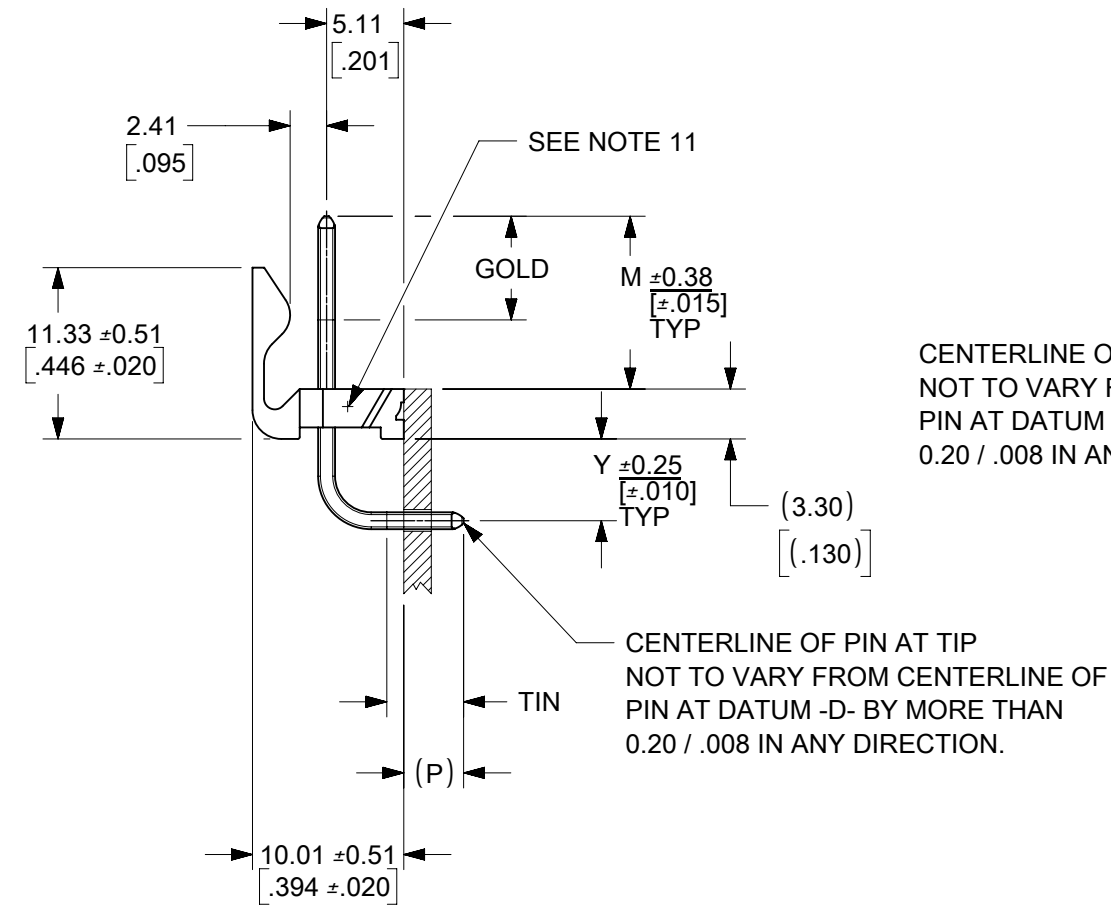 5.11
[.201]
2.41
[.095]
SEE NOTE 11
GOLD
M ±0.38
[±.015]
TYP
11.33 ±0.51
[.446 ±.020]
CENTERLINE O
NOT TO VARY
PIN AT DATUM
0.20 / .008 IN
Y ±0.25
[±.010]
TYP
(3.30)
[(.130)]
CENTERLINE OF PIN AT TIP
NOT TO VARY FROM CENTERLINE OF
PIN AT DATUM -D- BY MORE THAN
0.20 / .008 IN ANY DIRECTION.
TIN
(P)
10.01 ±0.51
[.394 ±.020]